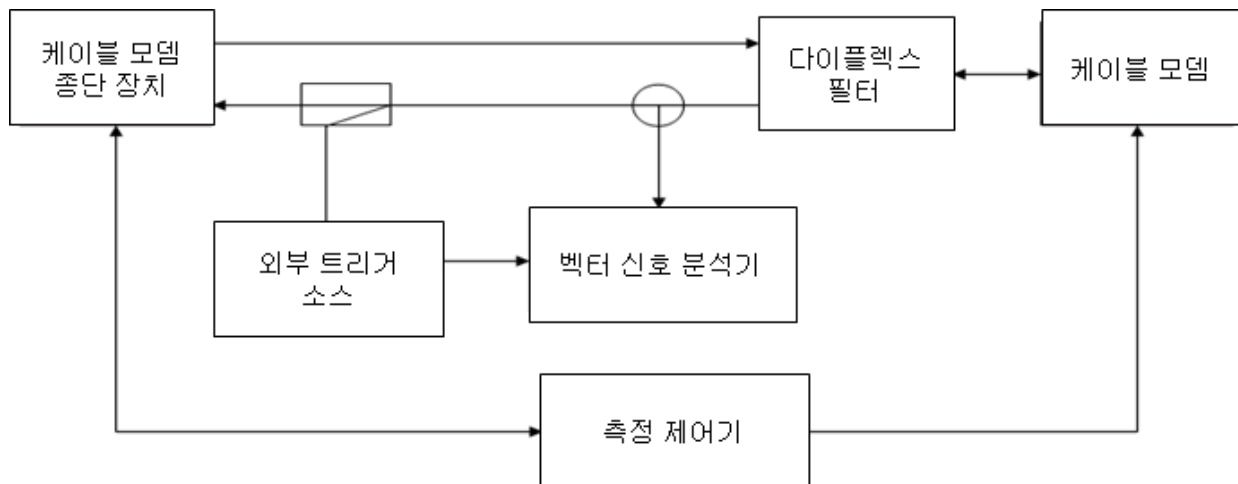 케이블 모뎀
종단 장치
다이플렉스
필터
케이블 모뎀
외부 트리거
소스
벡터 신호 분석기
측정 제어기